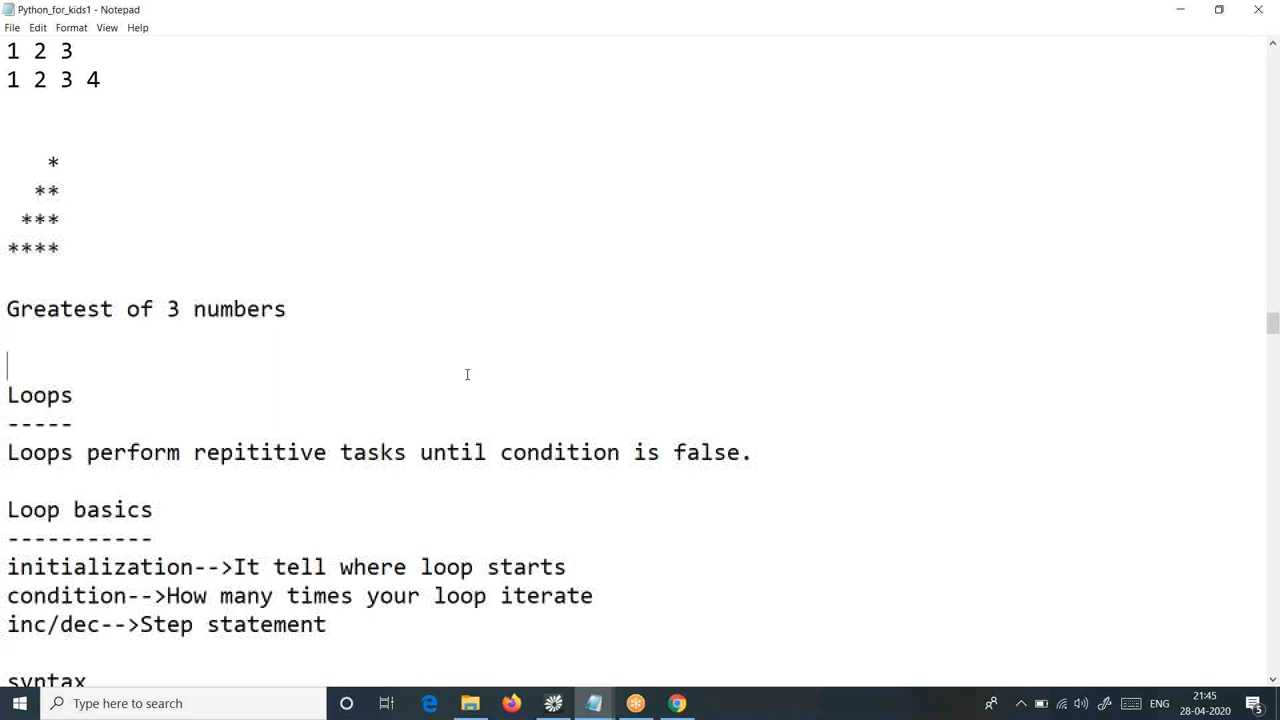 Python_for_kids1 - Notepad
File Edit Format View Help
1 2 3
1 2 3 4
*
**
***
****
Greatest of 3 numbers
Loops
-----
Loops perform repititive tasks until condition is false.
Loop basics
-----------
initialization-->It tell where loop starts
condition-->How many times your loop iterate
inc/dec-->Step statement
syntax
Type here to search
ENG
21:45
28-04-2020
5